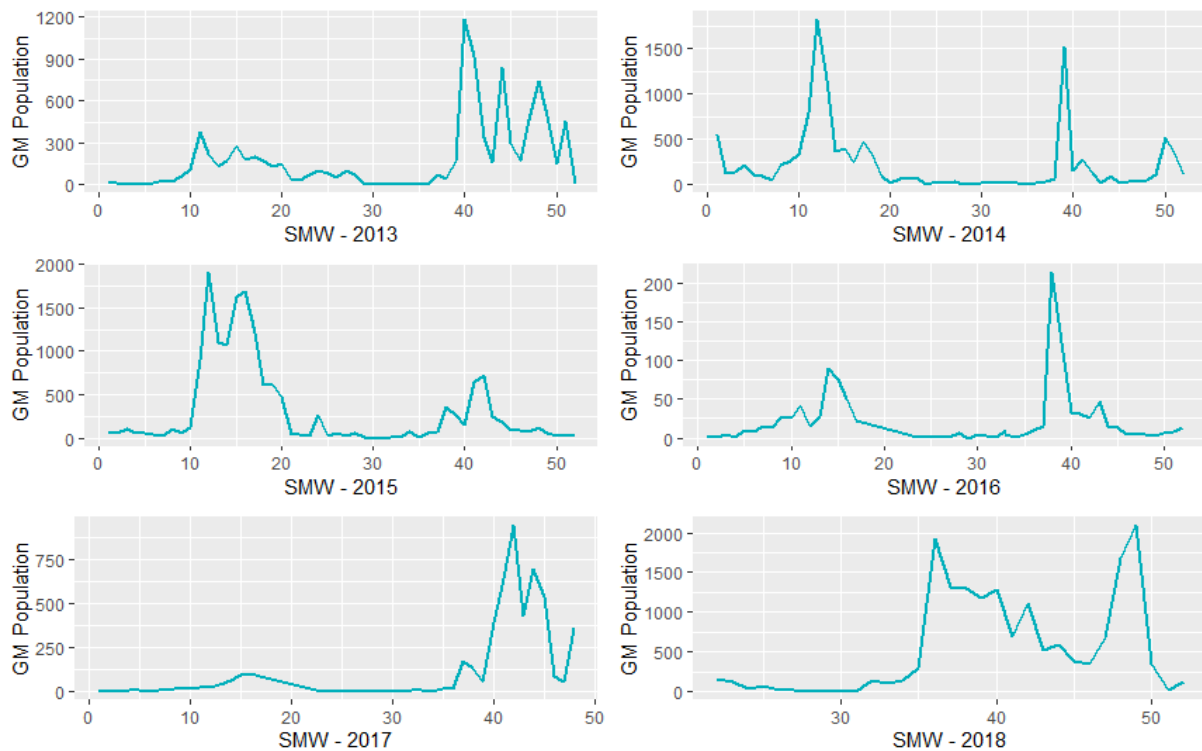 GM Population
1200
900
600
300
0
0 10 20 30 40 50
SMW - 2013
GM Population
1500
1000
500
0
0 10 20 30 40 50
SMW - 2014
GM Population
2000
1500
1000
500
0
0 10 20 30 40 50
SMW - 2015
GM Population
200
150
100
50
0
0 10 20 30 40 50
SMW - 2016
GM Population
750
500
250
0
0 10 20 30 40 50
SMW - 2017
GM Population
2000
1500
1000
500
0
30 40 50
SMW - 2018